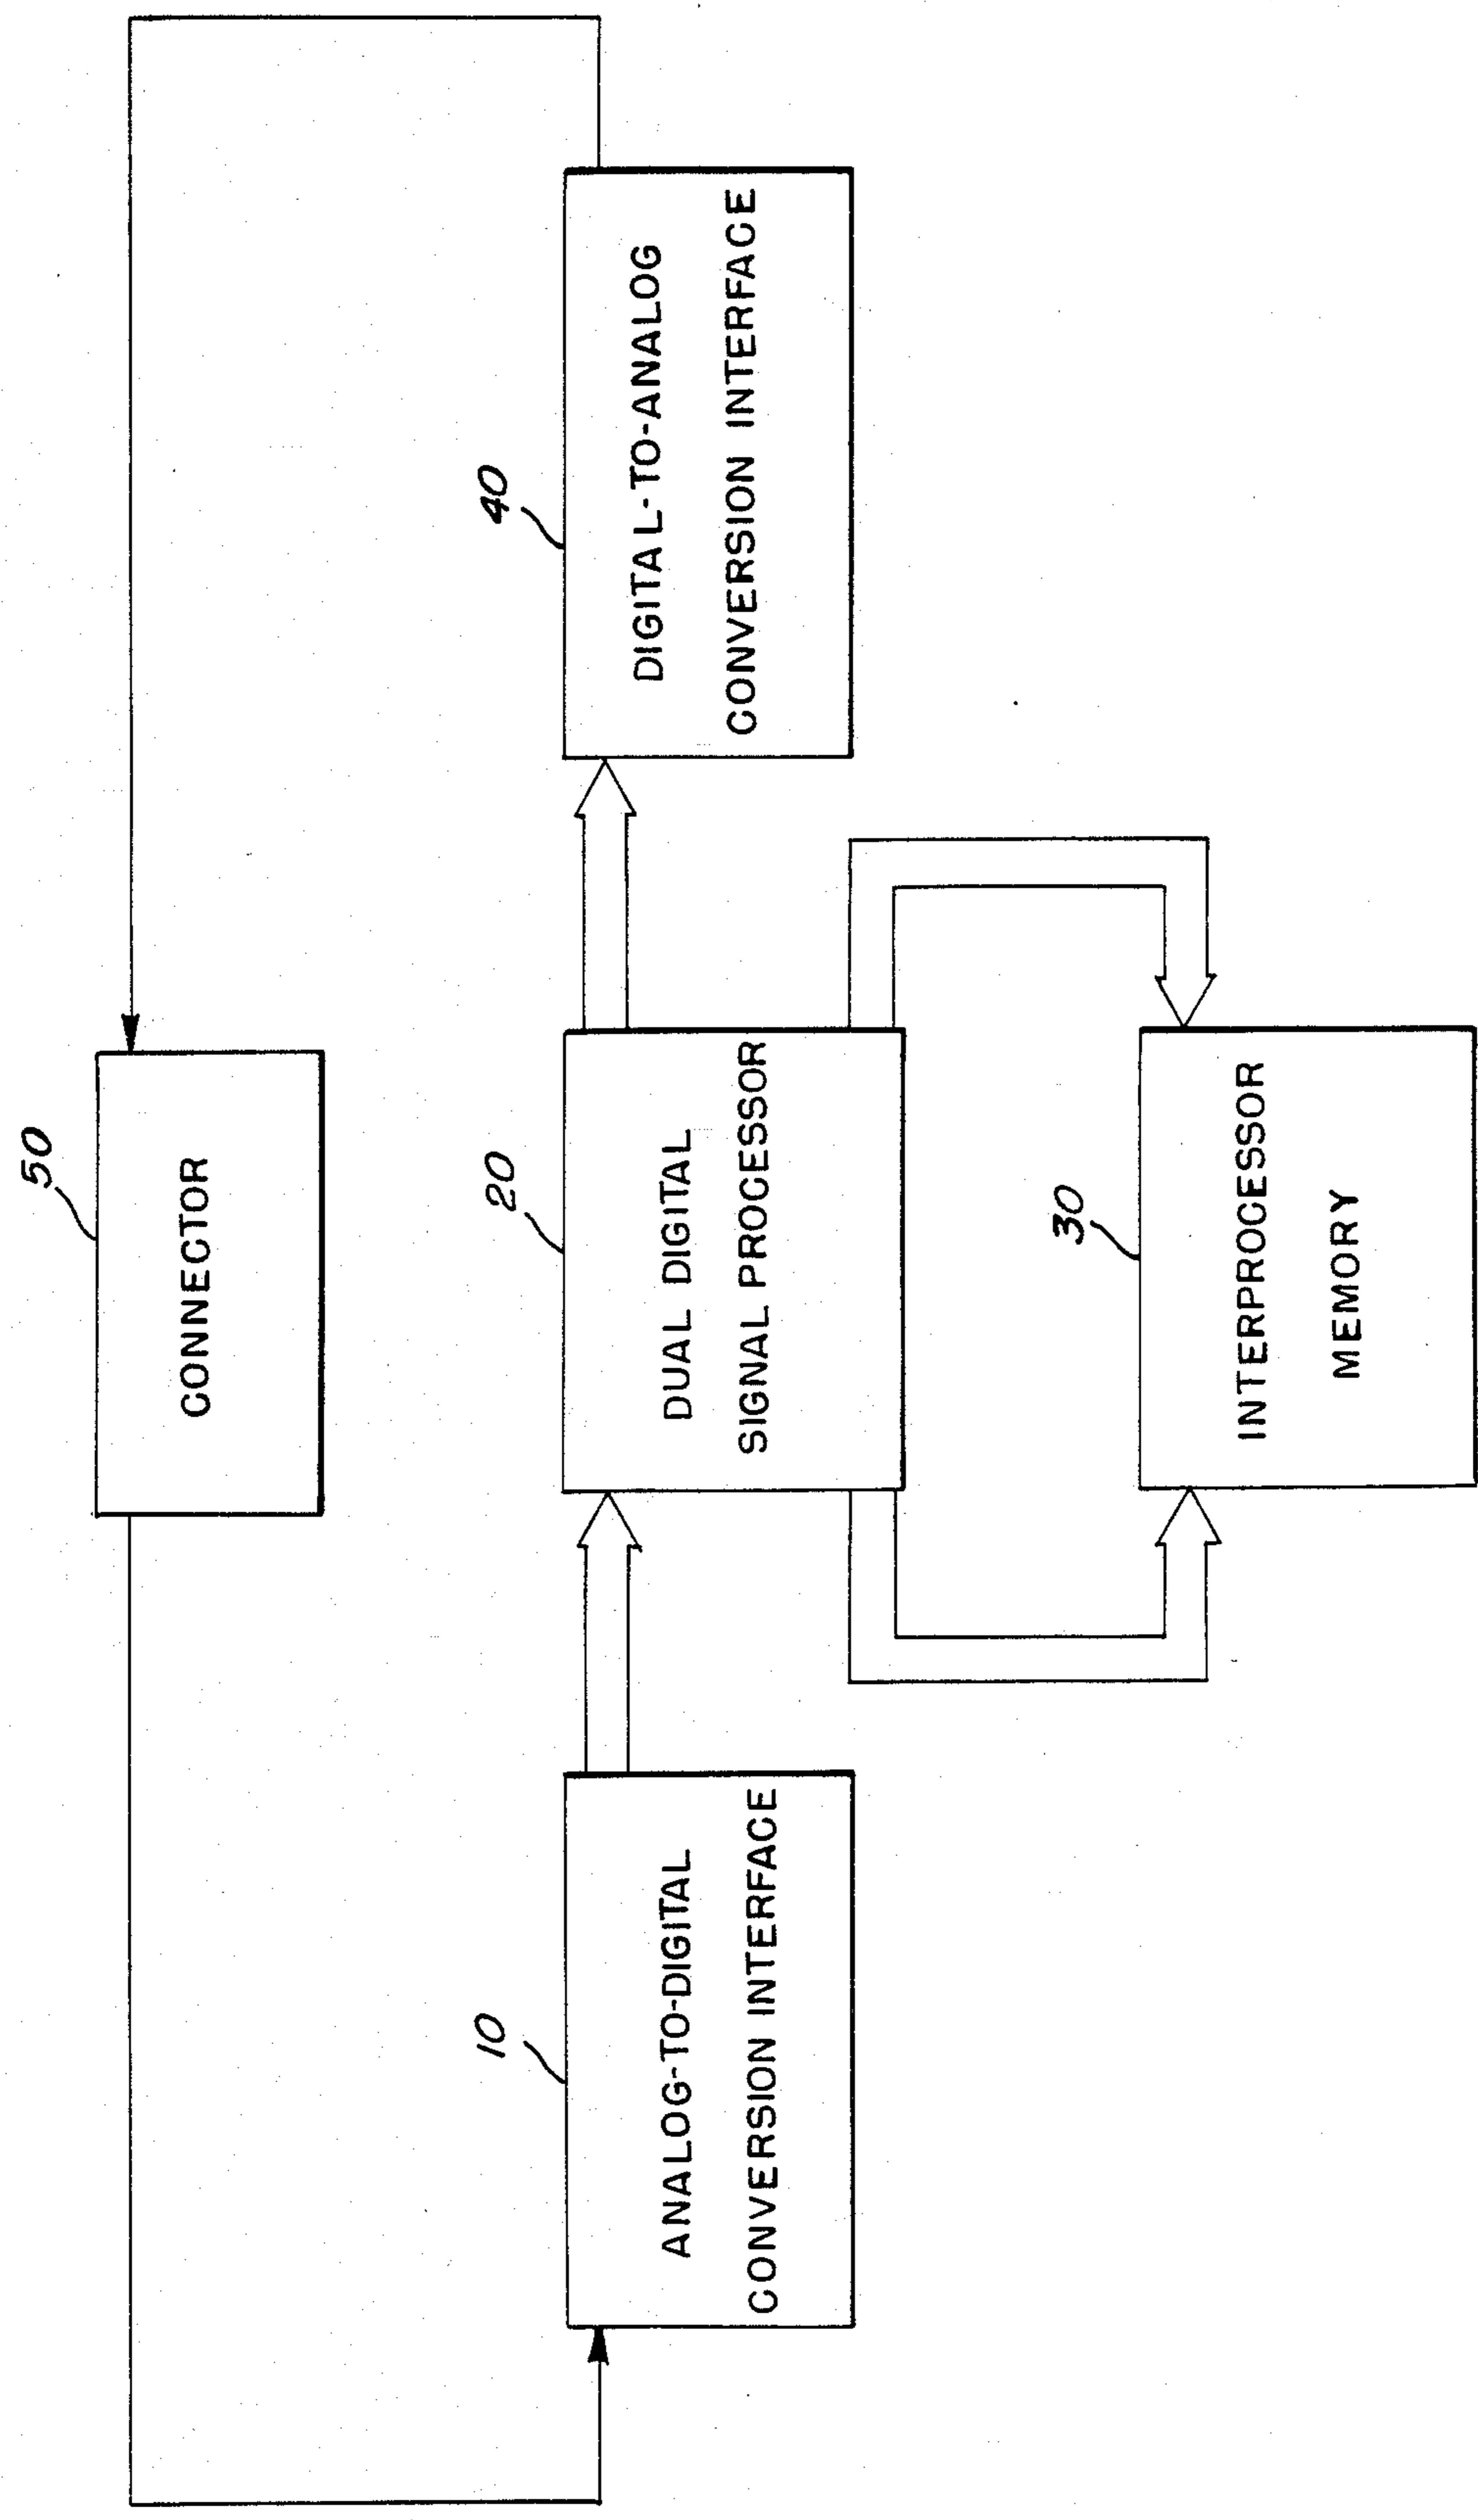 50
CONNECTOR
10
ANALOG-TO-DIGITAL
CONVERSION INTERFACE
20
DUAL DIGITAL
SIGNAL PROCESSOR
40
DIGITAL-TO-ANALOG
CONVERSION INTERFACE
30
INTERPROCESSOR
MEMORY